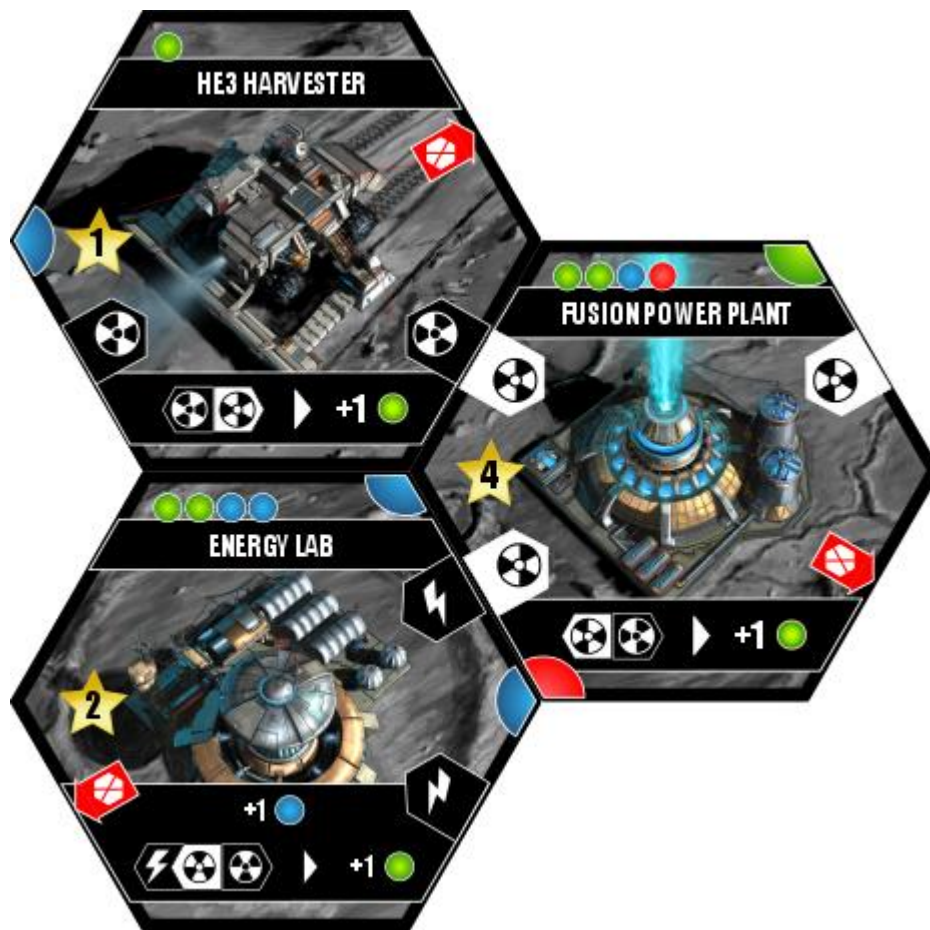 HE3 HARVESTER
1
+1
FUSION POWER PLANT
4
+1
ENERGY LAB
2
+1
+1